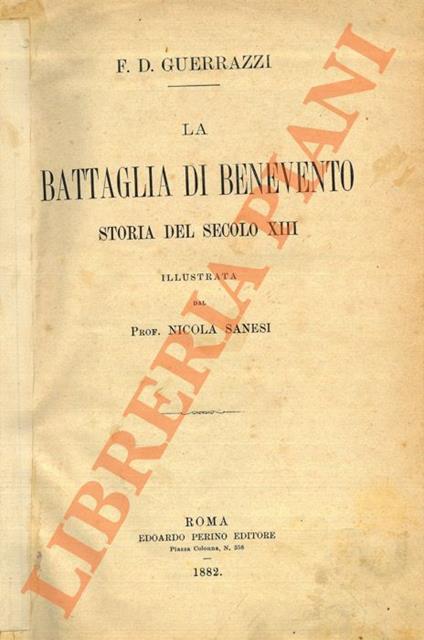 F. D. GUERRAZZI
LA
BATTAGLIA DI BENEVENTO
STORIA DEL SECOLO XIII
ILLUSTRATA
DAL
PROF. NICOLA SANESI
ROMA
EDOARDO PERINO EDITORE
Piazza Colonna, N. 358
1882.
LIBRERIA PIANI